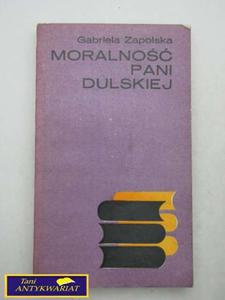 Gabriela Zapolska
MORALNOŚĆ
PANI
DULSKIEJ
Tani
ANTYKWARIAT